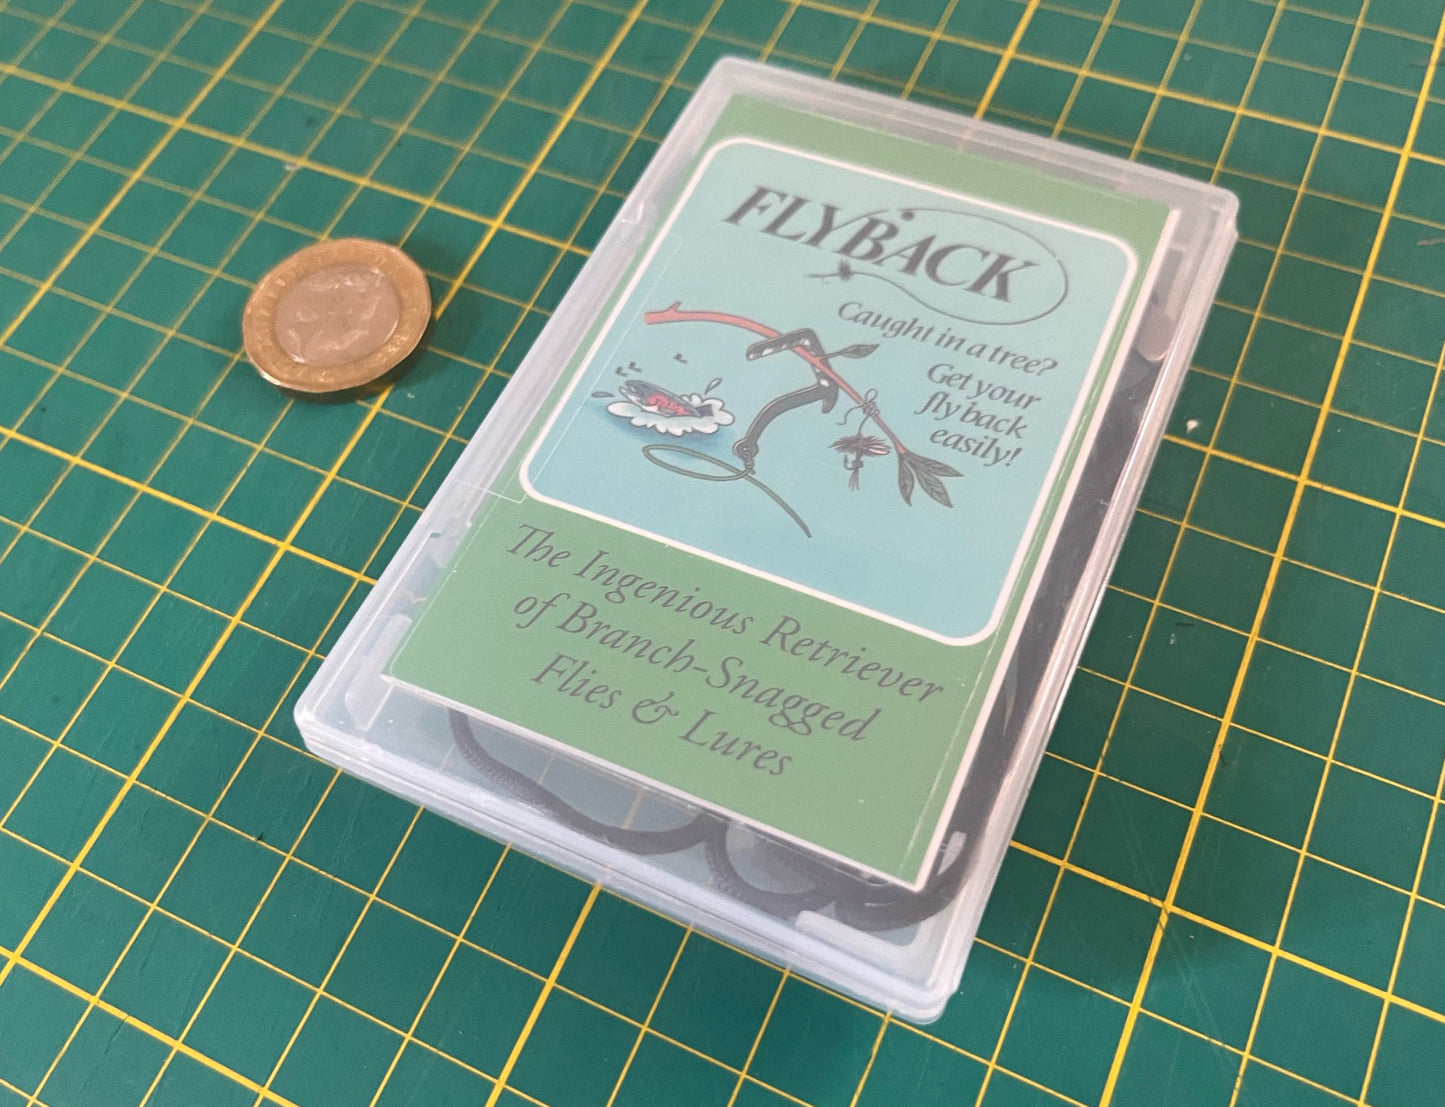 FLYBACK
Caught in a tree?
Get your
fly back
easily!
The Ingenious Retriever
of Branch-Snagged
Flies & Lures